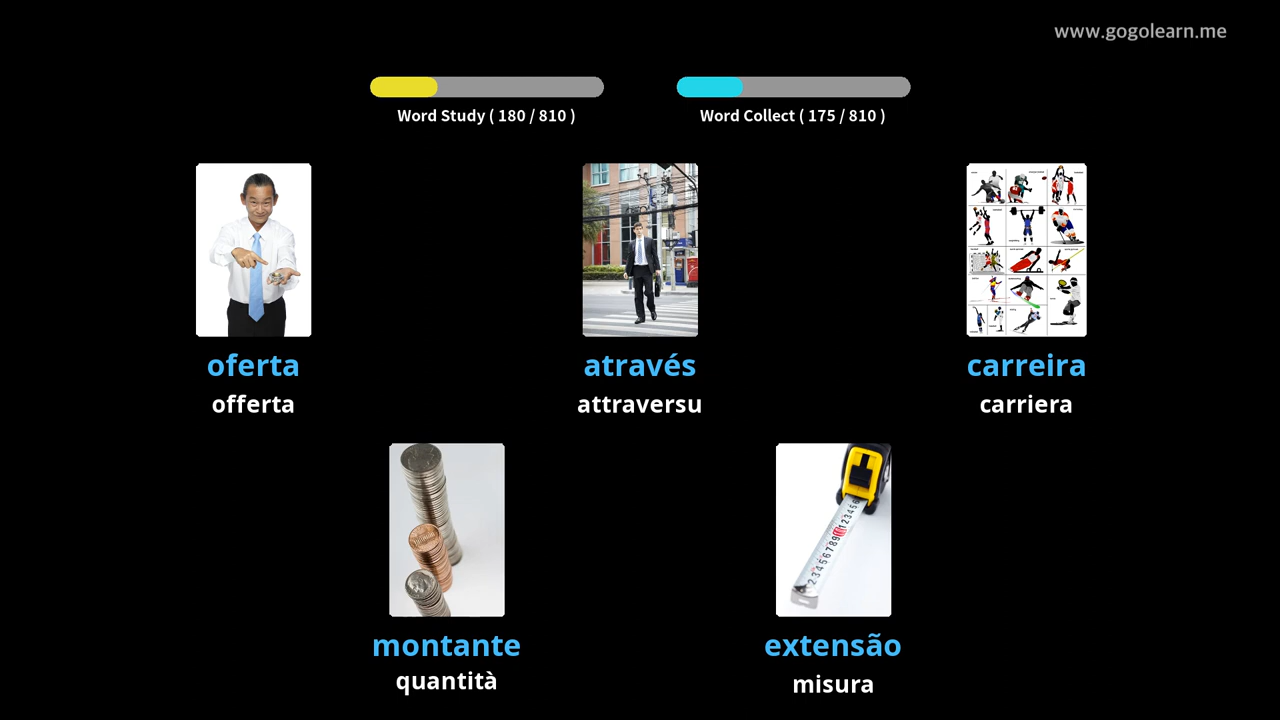 www.gogolearn.me
Word Study ( 180 / 810 )
Word Collect ( 175 / 810 )
oferta
offerta
através
attraversu
carreira
carriera
montante
quantità
extensão
misura